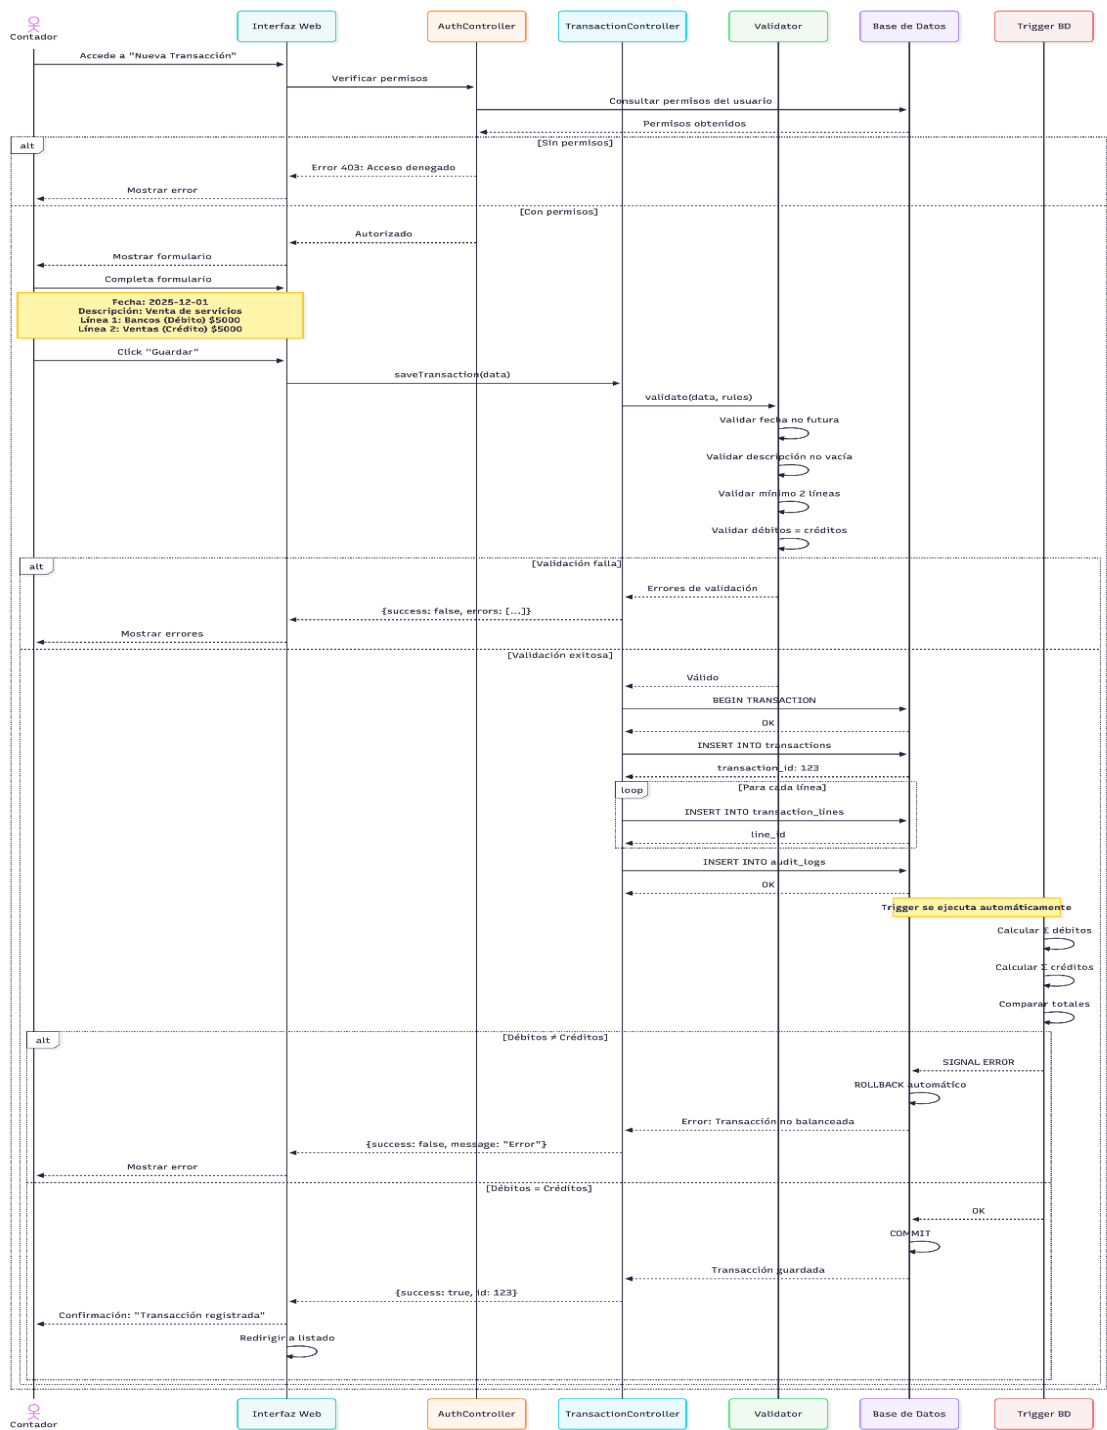 Contador
Interfaz Web
AuthController
TransactionController
Validator
Base de Datos
Trigger BD
Accede a "Nueva Transacción"
Verificar permisos
Consultar permisos del usuario
Permisos obtenidos
alt
[Sin permisos]
Error 403: Acceso denegado
Mostrar error
[Con permisos]
Autorizado
Mostrar formulario
Completa formulario
Fecha: 2025-12-01
Descripción: Venta de servicios
Línea 1: Bancos (Débito) $5000
Línea 2: Ventas (Crédito) $5000
Click "Guardar"
saveTransaction(data)
validate(data, rules)
Validar fecha no futura
Validar descripción no vacía
Validar mínimo 2 líneas
Validar débitos = créditos
alt
[Validación falla]
Errores de validación
{success: false, errors: [...]}
Mostrar errores
[Validación exitosa]
Válido
BEGIN TRANSACTION
OK
INSERT INTO transactions
transaction_id: 123
loop
[Para cada línea]
INSERT INTO transaction_lines
line_id
INSERT INTO audit_logs
OK
Trigger se ejecuta automáticamente
Calcular Σ débitos
Calcular Σ créditos
Comparar totales
alt
[Débitos ≠ Créditos]
SIGNAL ERROR
ROLLBACK automático
Error: Transacción no balanceada
{success: false, message: "Error"}
Mostrar error
[Débitos = Créditos]
OK
COMMIT
Transacción guardada
{success: true, id: 123}
Confirmación: "Transacción registrada"
Redirigir a listado
Contador
Interfaz Web
AuthController
TransactionController
Validator
Base de Datos
Trigger BD